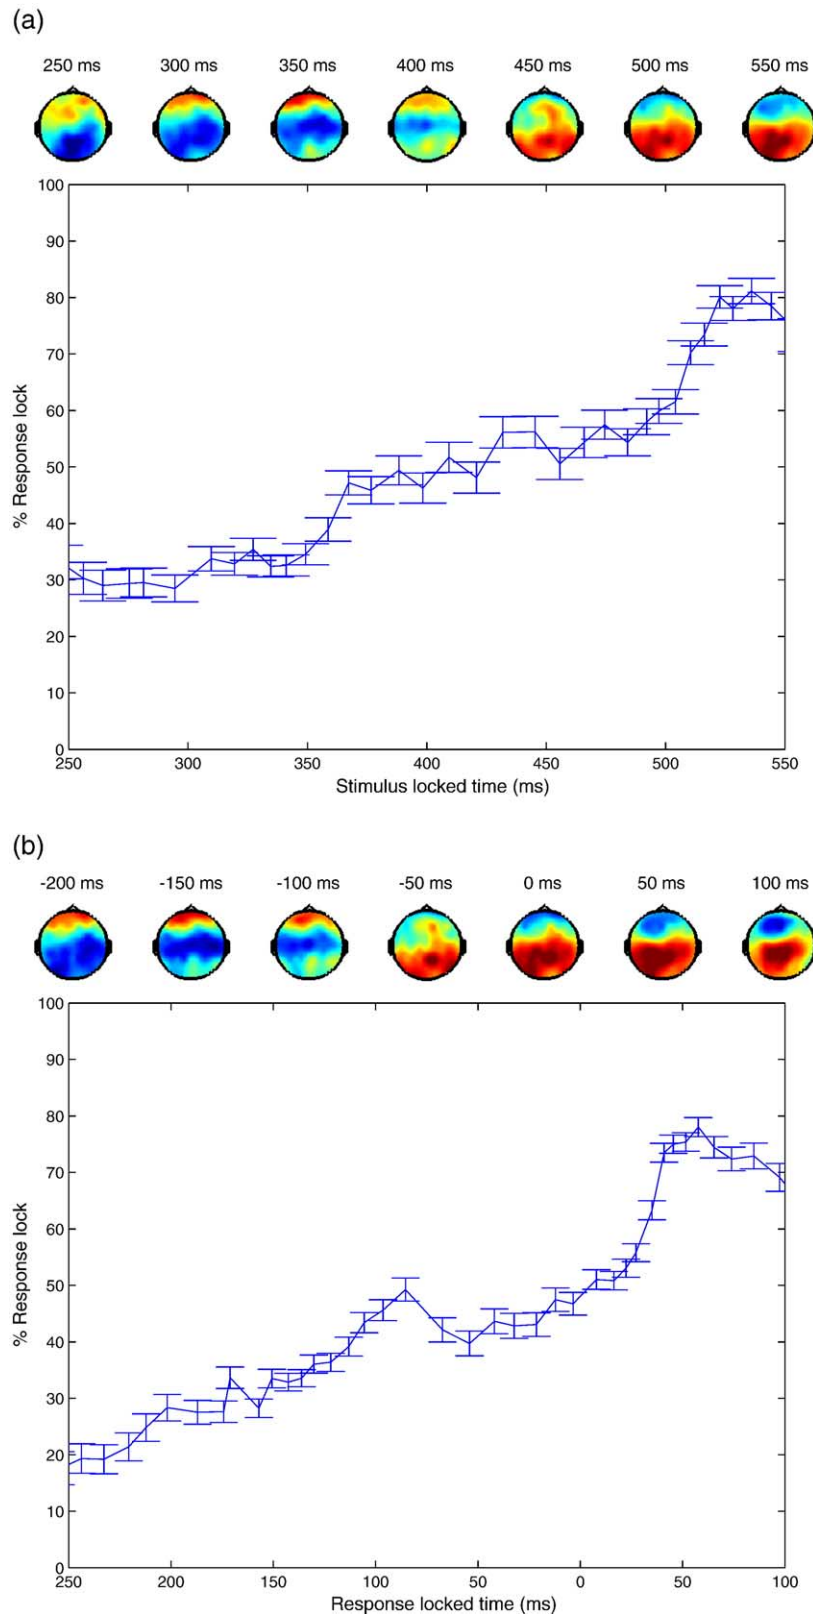 (a)
250 ms 300 ms 350 ms 400 ms 450 ms 500 ms 550 ms
100
90
80
70
60
50
40
30
20
10
0
% Response lock
250 300 350 400 450 500 550
Stimulus locked time (ms)
(b)
-200 ms -150 ms -100 ms -50 ms 0 ms 50 ms 100 ms
100
90
80
70
60
50
40
30
20
10
0
% Response lock
250 200 150 100 50 0 50 100
Response locked time (ms)